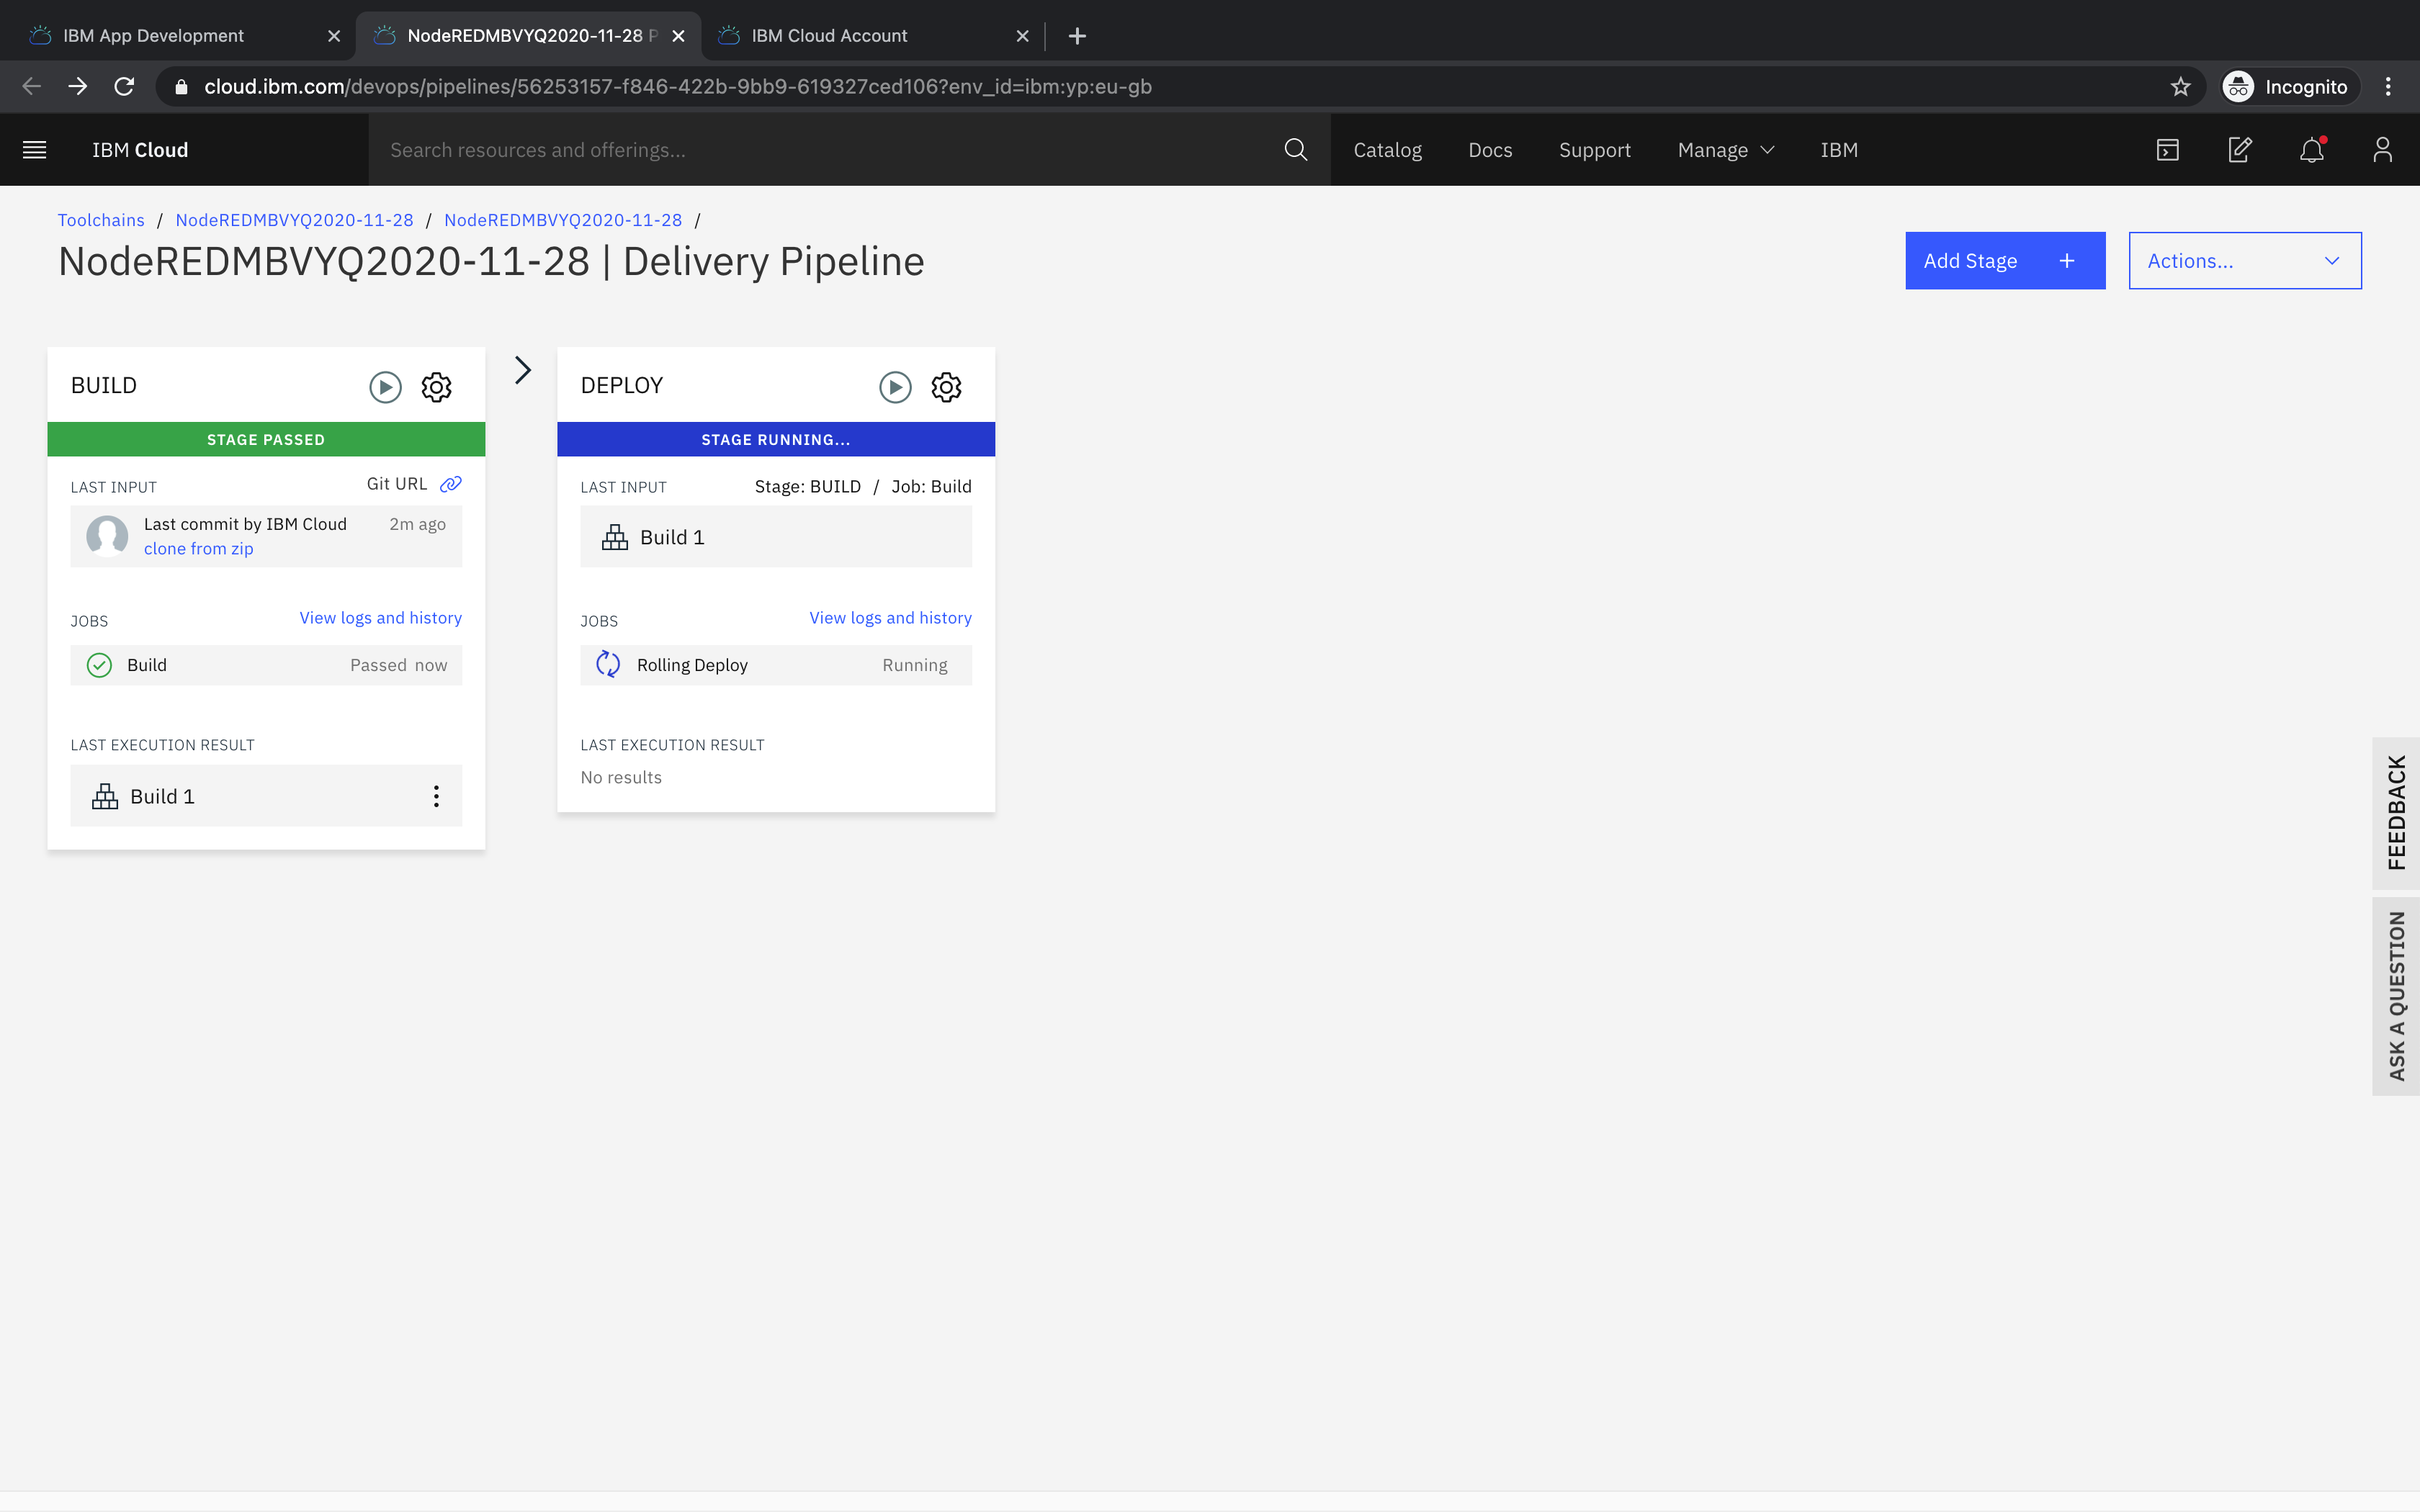 IBM App Development
NodeREDMBVYQ2020-11-28 P
IBM Cloud Account
cloud.ibm.com/devops/pipelines/56253157-f846-422b-9bb9-619327ced106?env_id=ibm:yp:eu-gb
Incognito
IBM Cloud
Search resources and offerings...
Catalog
Docs
Support
Manage
IBM
Toolchains / NodeREDMBVYQ2020-11-28 / NodeREDMBVYQ2020-11-28 /
NodeREDMBVYQ2020-11-28 | Delivery Pipeline
Add Stage +
Actions...
BUILD
STAGE PASSED
LAST INPUT
Git URL
Last commit by IBM Cloud
2m ago
clone from zip
JOBS
View logs and history
Build
Passed now
LAST EXECUTION RESULT
Build 1
DEPLOY
STAGE RUNNING...
LAST INPUT
Stage: BUILD / Job: Build
Build 1
JOBS
View logs and history
Rolling Deploy
Running
LAST EXECUTION RESULT
No results
FEEDBACK
ASK A QUESTION